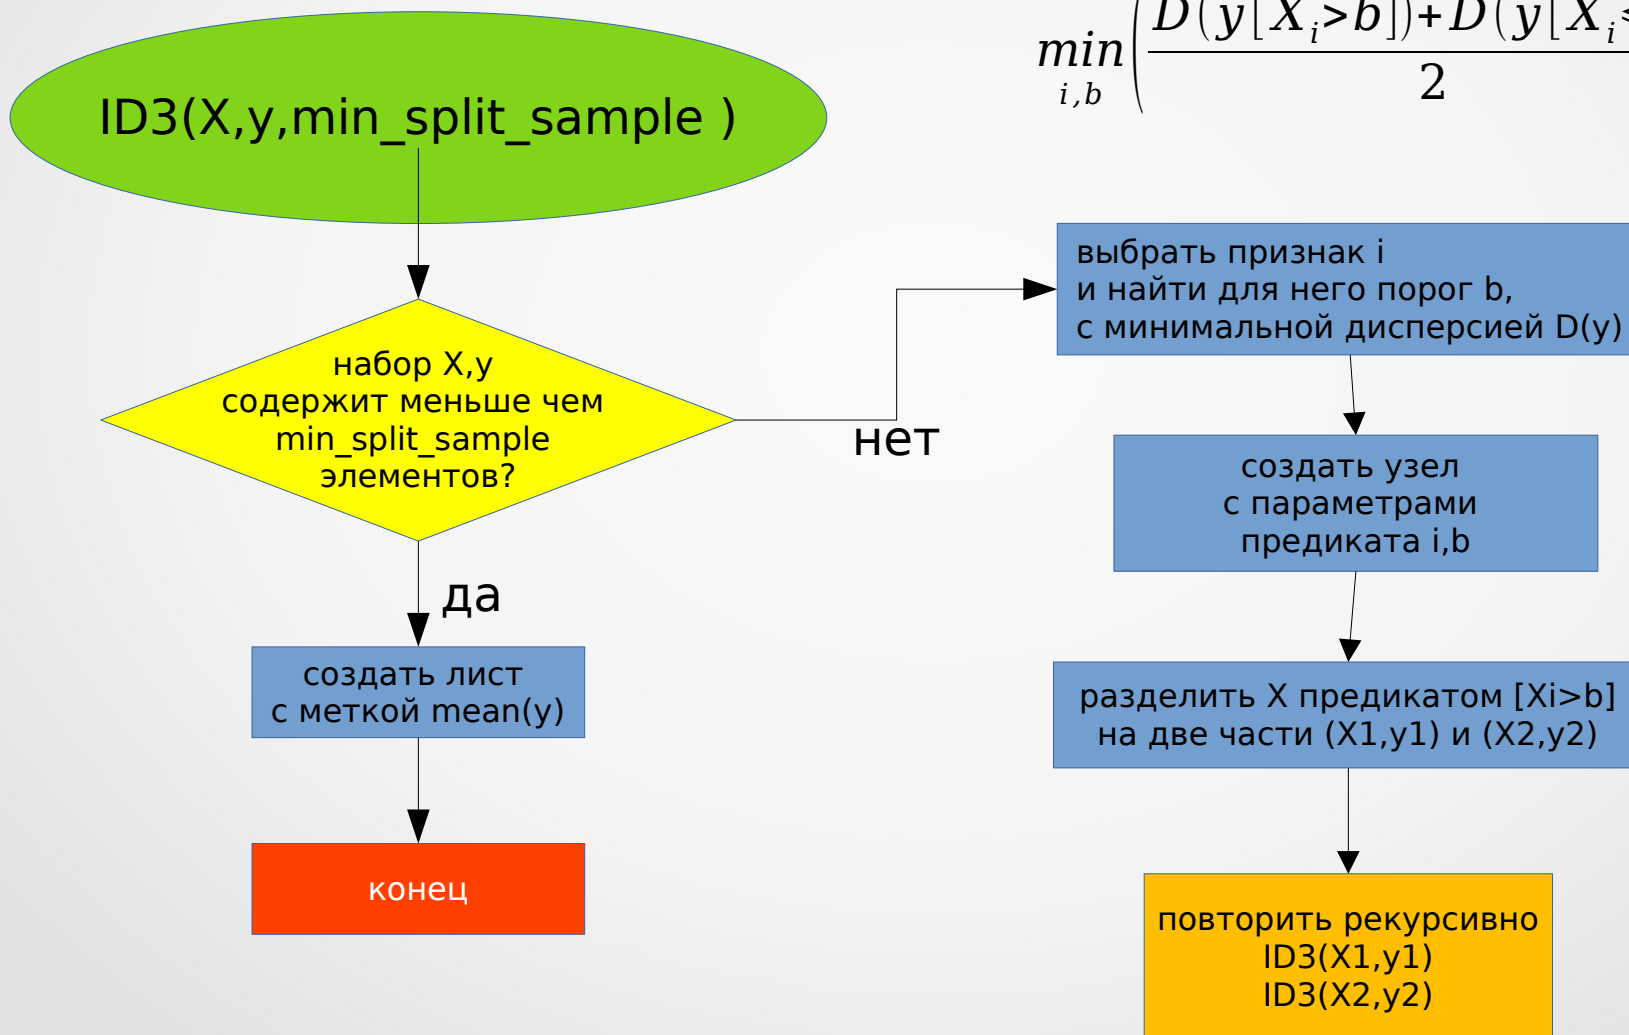 ID3(X,y,min_split_sample )
min i,b ( D(y[X_i>b])+D(y[X_i<
2
набор X,y
содержит меньше чем
min_split_sample
элементов?
нет
да
создать лист
с меткой mean(y)
конец
выбрать признак i
и найти для него порог b,
с минимальной дисперсией D(y)
создать узел
с параметрами
предиката i,b
разделить X предикатом [Xi>b]
на две части (X1,y1) и (X2,y2)
повторить рекурсивно
ID3(X1,y1)
ID3(X2,y2)